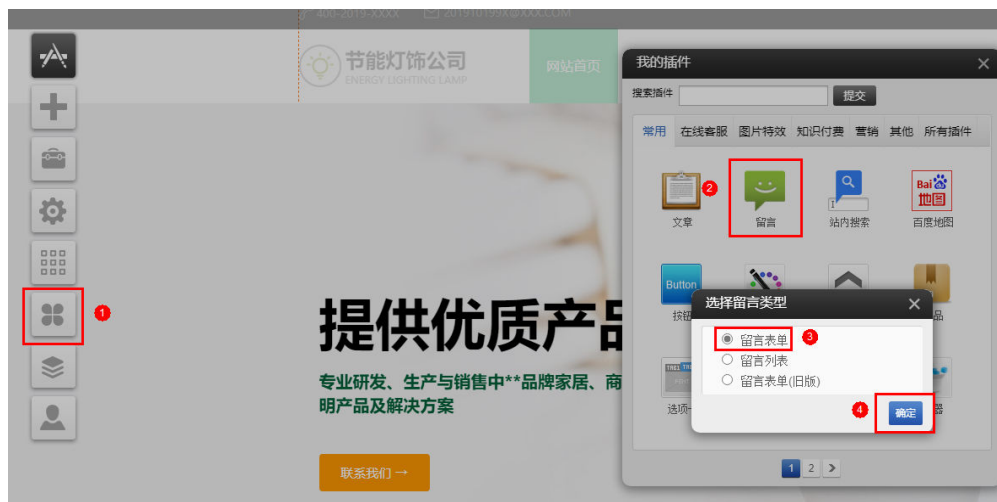 400-2019-XXXX 201910199X@XXX.COM
节能灯饰公司
ENERGY LIGHTING LAMP
网站首页
提供优质产品
专业研发、生产与销售中**品牌家居、商
明产品及解决方案
联系我们 →
1
我的插件
搜索插件
提交
常用 在线客服 图片特效 知识付费 营销 其他 所有插件
2
Bai
地图
文章 留言 站内搜索 百度地图
Button
选择留言类型
留言表单
3
留言列表
留言表单(旧版)
4
确定
1 2 >